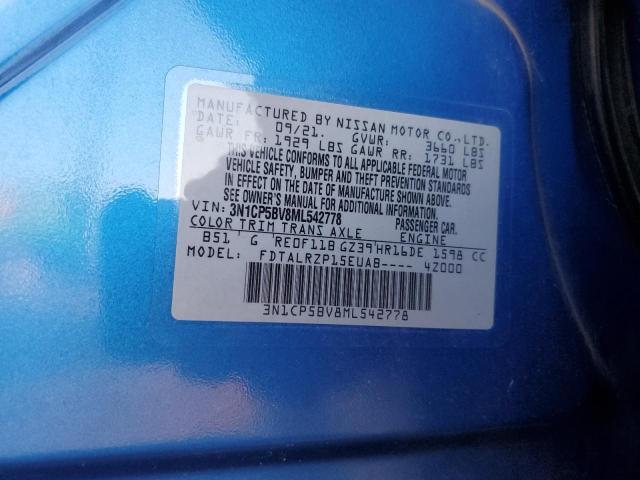 MANUFACTURED BY NISSAN MOTOR CO.,LTD.
DATE: 09/21. GVWR: 3660 LBS
GAWR FR: 1929 LBS GAWR RR: 1731 LBS
THIS VEHICLE CONFORMS TO ALL APPLICABLE FEDERAL MOTOR
VEHICLE SAFETY, BUMPER AND THEFT PREVENTION STANDARDS
IN EFFECT ON THE DATE OF MANUFACTURE SHOWN ABOVE.
SEE OWNER'S MANUAL FOR ADDITIONAL INFORMATION.
VIN: 3N1CP5BV8ML542778 PASSENGER CAR.
COLOR TRIM TRANS AXLE ENGINE
B51 G RE0F11B GZ39 HR16DE 1598 CC
MODEL: FDTALRZP15EUAB---- 4Z000
3N1CP5BV8ML542778